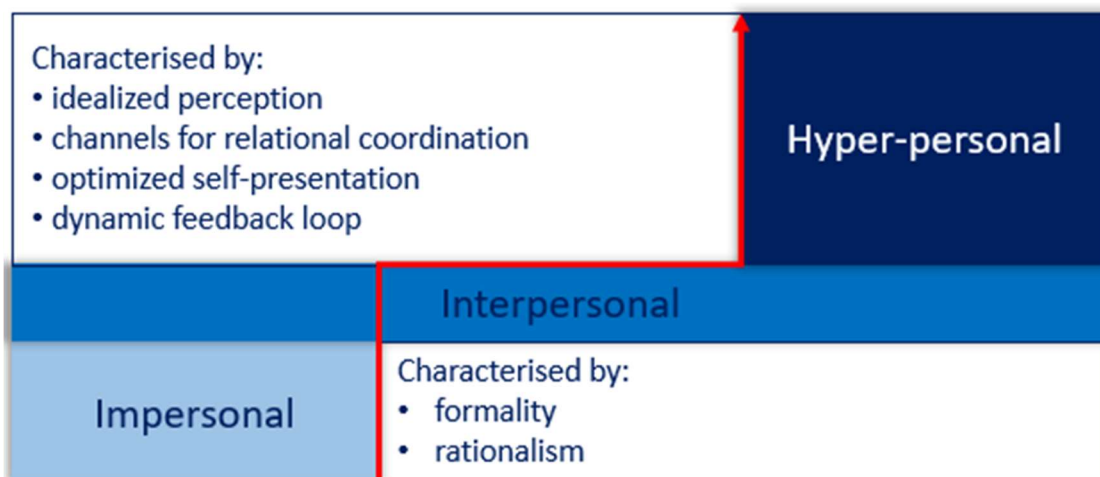 Characterised by:
• idealized perception
• channels for relational coordination
• optimized self-presentation
• dynamic feedback loop
Hyper-personal
Interpersonal
Impersonal
Characterised by:
• formality
• rationalism